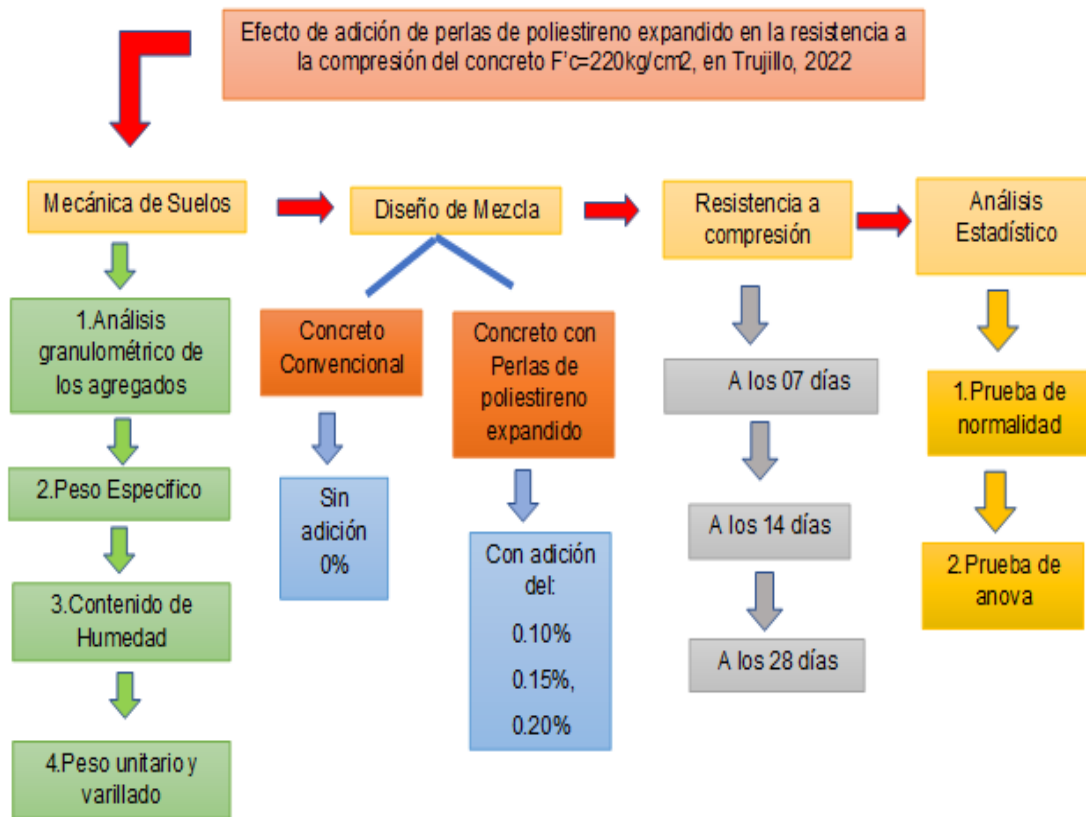 Efecto de adición de perlas de poliestireno expandido en la resistencia a
la compresión del concreto F'c=220kg/cm2, en Trujillo, 2022
Mecánica de Suelos
Diseño de Mezcla
Resistencia a
compresión
Análisis
Estadístico
1.Análisis
granulométrico de
los agregados
2.Peso Especifico
3.Contenido de
Humedad
4.Peso unitario y
varillado
Concreto
Convencional
Sin
adición
0%
Concreto con
Perlas de
poliestireno
expandido
Con adición
del:
0.10%
0.15%,
0.20%
A los 07 días
A los 14 días
A los 28 días
1.Prueba de
normalidad
2.Prueba de
anova